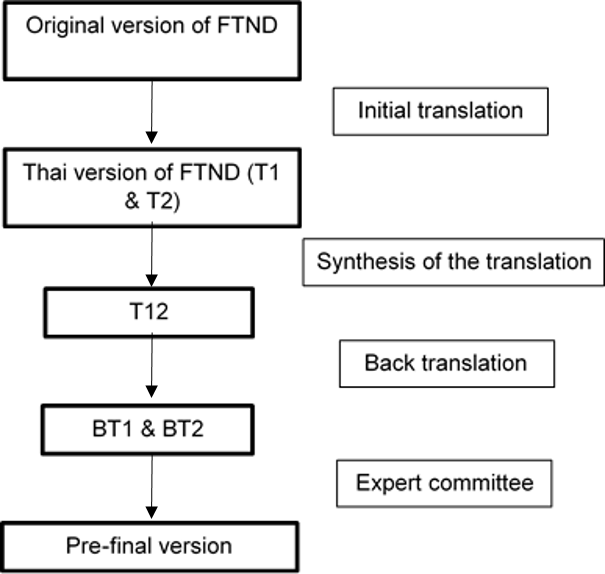 Original version of FTND
Initial translation
Thai version of FTND (T1
& T2)
Synthesis of the translation
T12
Back translation
BT1 & BT2
Expert committee
Pre-final version